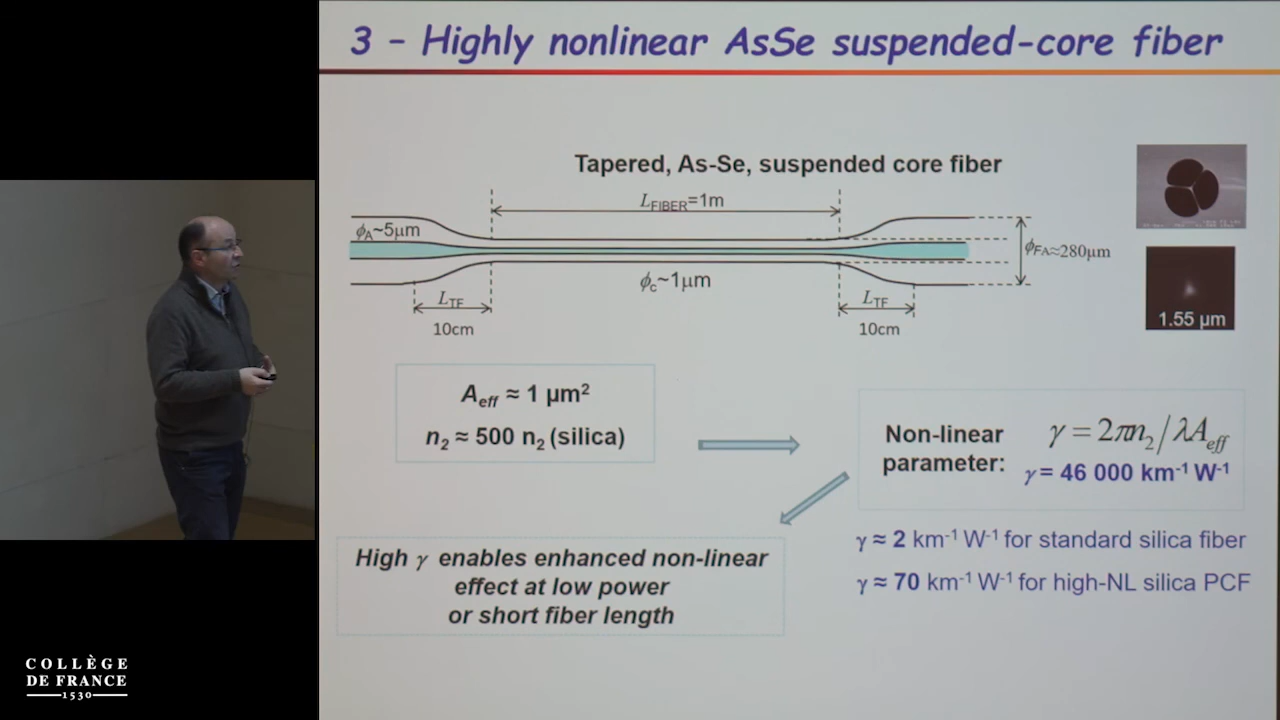 3 - Highly nonlinear AsSe suspended-core fiber
Tapered, As-Se, suspended core fiber
L_FIBER=1m
ϕ_A~5µm
ϕ_FA≈280µm
ϕ_c~1µm
L_TF
10cm
L_TF
10cm
1.55 µm
A_eff ≈ 1 µm²
n₂ ≈ 500 n₂ (silica)
Non-linear
parameter:
γ = 2πn₂/λA_eff
γ = 46 000 km⁻¹ W⁻¹
γ ≈ 2 km⁻¹ W⁻¹ for standard silica fiber
γ ≈ 70 km⁻¹ W⁻¹ for high-NL silica PCF
High γ enables enhanced non-linear
effect at low power
or short fiber length
COLLÈGE
DE FRANCE
1530